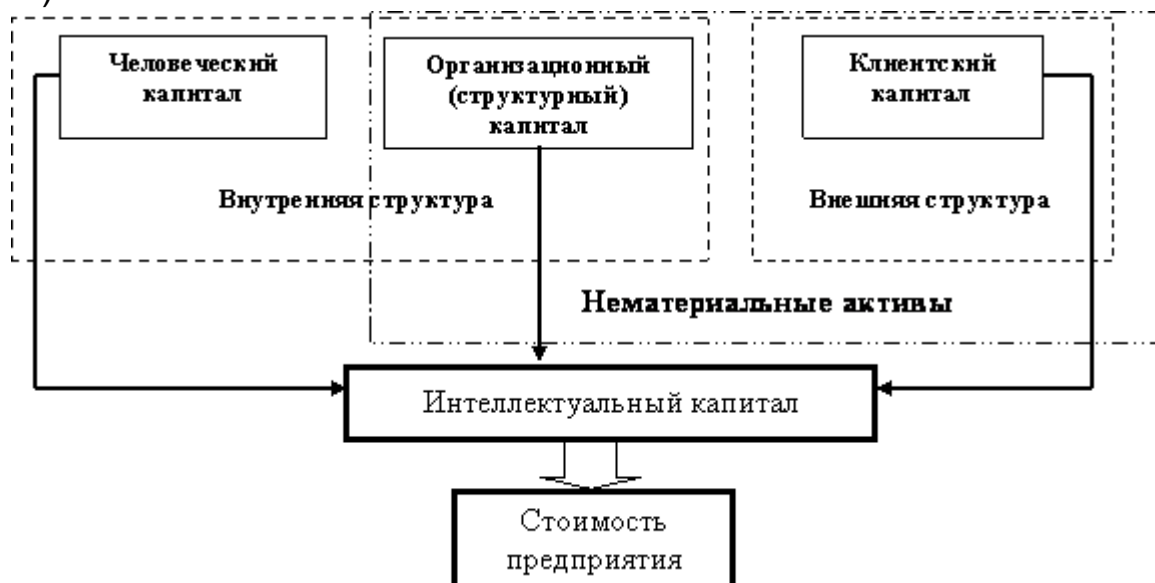 )
Человеческий
капитал
Организационный
(структурный)
капитал
Клиентский
капитал
Внутренняя структура
Внешняя структура
Нематериальные активы
Интеллектуальный капитал
Стоимость
предприятия